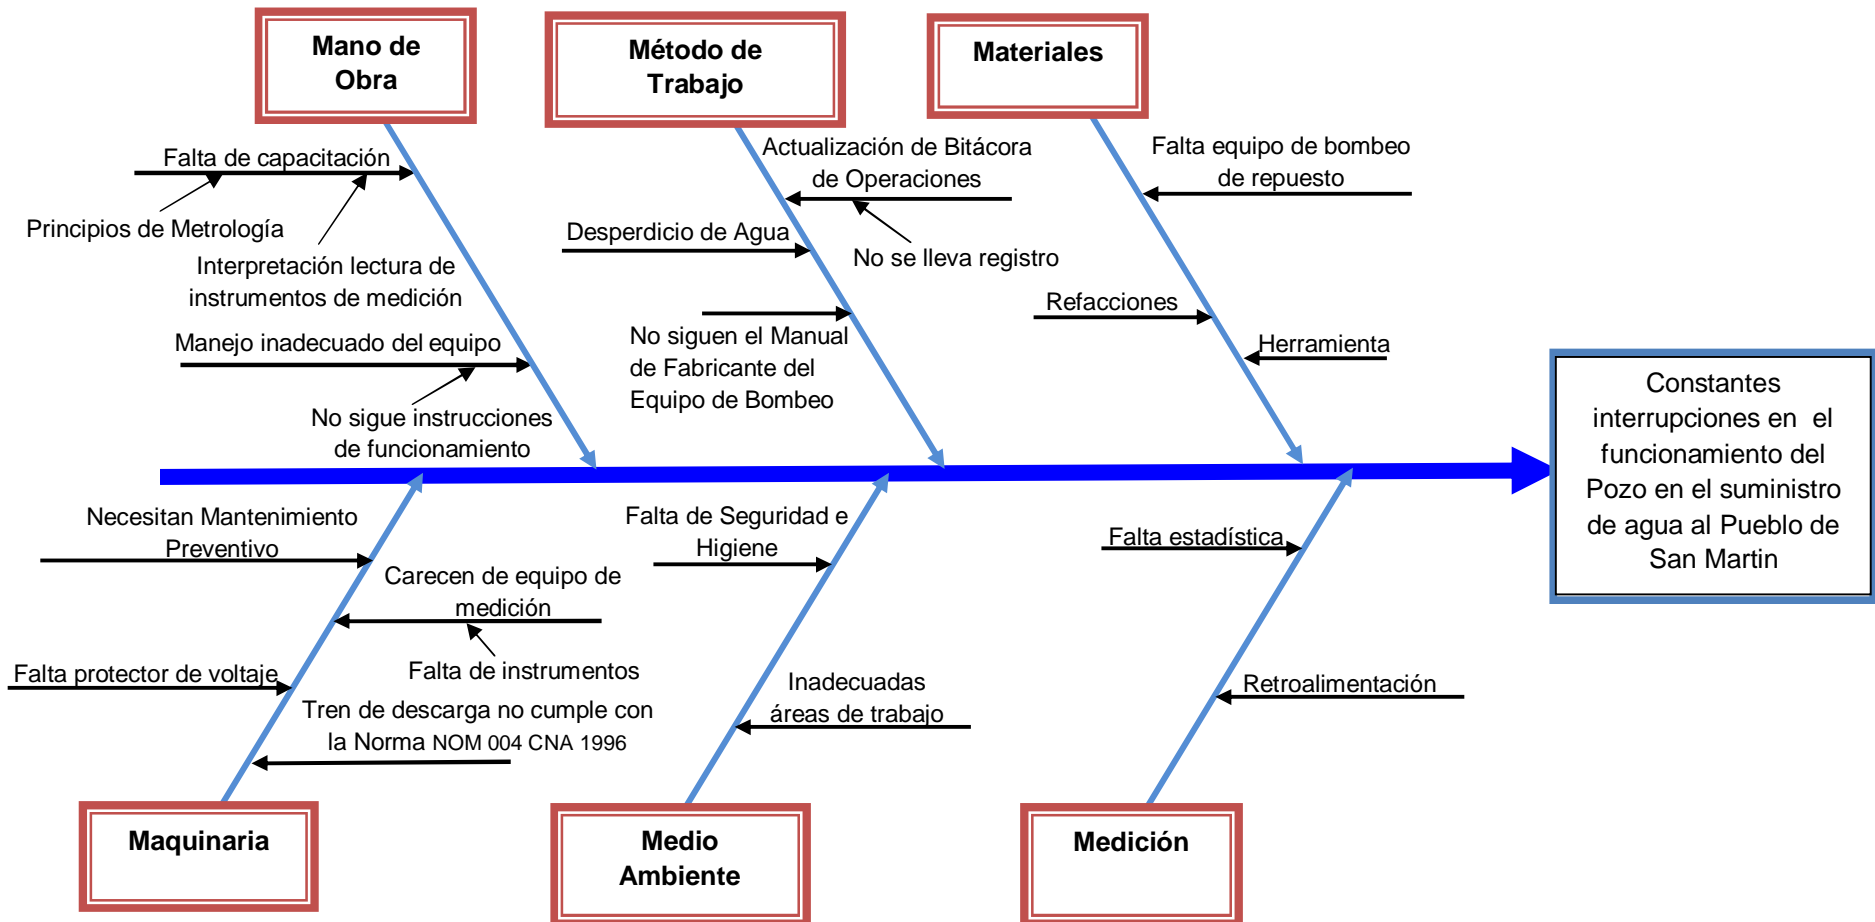 Mano de
Obra
Método de
Trabajo
Materiales
Falta de capacitación
Principios de Metrología
Interpretación lectura de
instrumentos de medición
Manejo inadecuado del equipo
No sigue instrucciones
de funcionamiento
Actualización de Bitácora
de Operaciones
Desperdicio de Agua
No se lleva registro
No siguen el Manual
de Fabricante del
Equipo de Bombeo
Falta equipo de bombeo
de repuesto
Refacciones
Herramienta
Constantes
interrupciones en  el
funcionamiento del
Pozo en el suministro
de agua al Pueblo de
San Martin
Necesitan Mantenimiento
Preventivo
Carecen de equipo de
medición
Falta de instrumentos
Falta protector de voltaje
Tren de descarga no cumple con
la Norma NOM 004 CNA 1996
Falta de Seguridad e
Higiene
Inadecuadas
áreas de trabajo
Falta estadística
Retroalimentación
Maquinaria
Medio
Ambiente
Medición